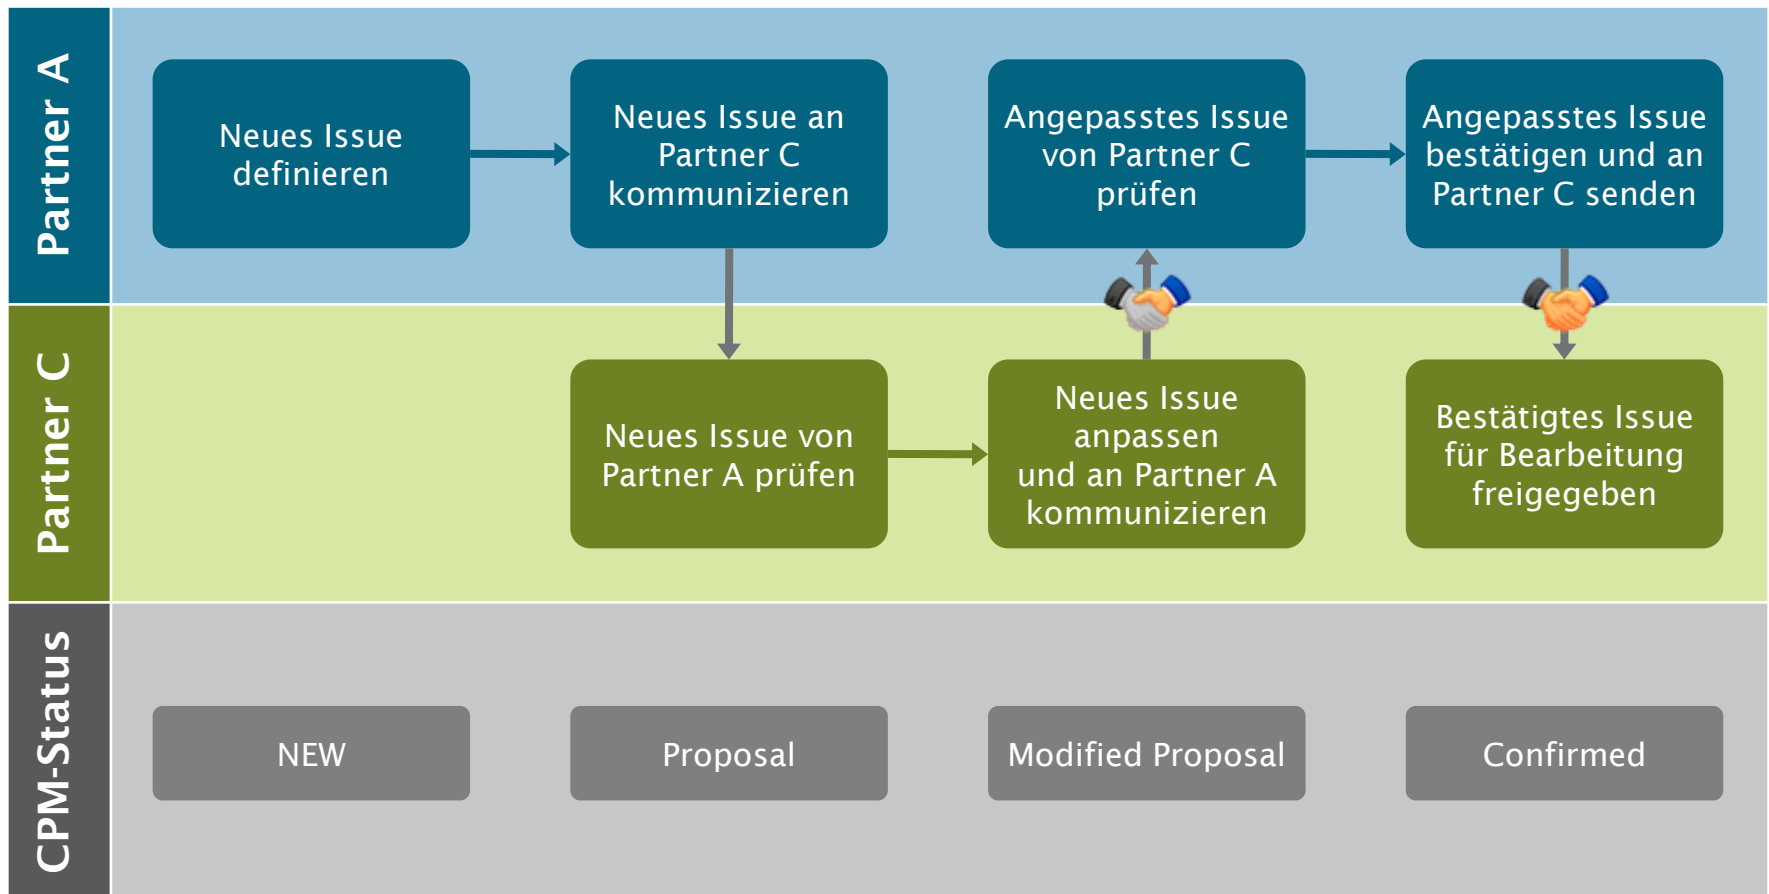 Partner A
Neues Issue
definieren
Neues Issue an
Partner C
kommunizieren
Angepasstes Issue
von Partner C
prüfen
Angepasstes Issue
bestätigen und an
Partner C senden
Partner C
Neues Issue von
Partner A prüfen
Neues Issue
anpassen
und an Partner A
kommunizieren
Bestätigtes Issue
für Bearbeitung
freigegeben
CPM-Status
NEW
Proposal
Modified Proposal
Confirmed